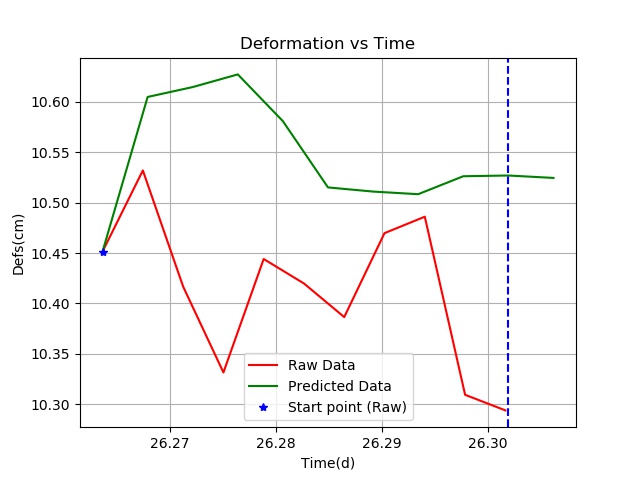 Deformation vs Time
10.60
10.55
10.50
10.45
10.40
10.35
10.30
Defs(cm)
Raw Data
Predicted Data
Start point (Raw)
26.27 26.28 26.29 26.30
Time(d)